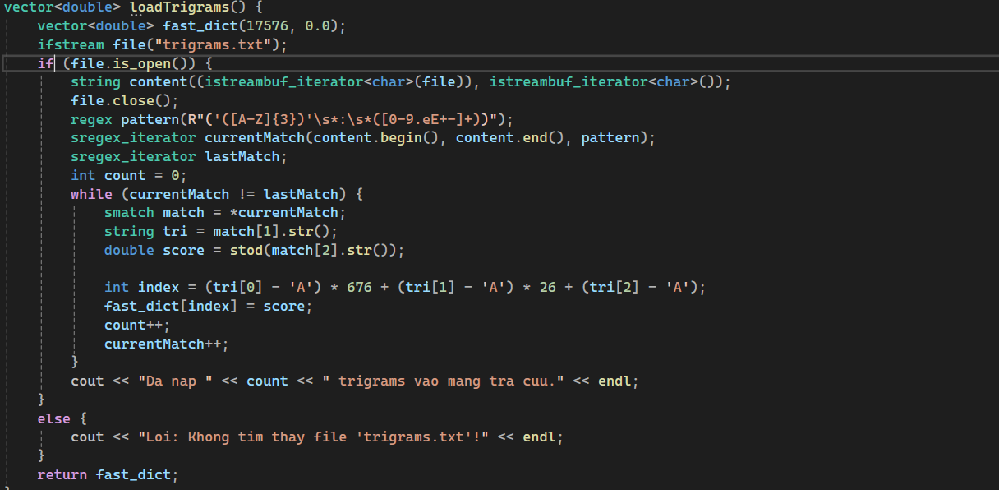 vector<double> loadTrigrams() {
    vector<double> fast_dict(17576, 0.0);
    ifstream file("trigrams.txt");
    if (file.is_open()) {
        string content((istreambuf_iterator<char>(file)), istreambuf_iterator<char>());
        file.close();
        regex pattern(R"('([A-Z]{3})'\s*:\s*([0-9.eE+-]+))");
        sregex_iterator currentMatch(content.begin(), content.end(), pattern);
        sregex_iterator lastMatch;
        int count = 0;
        while (currentMatch != lastMatch) {
            smatch match = *currentMatch;
            string tri = match[1].str();
            double score = stod(match[2].str());

            int index = (tri[0] - 'A') * 676 + (tri[1] - 'A') * 26 + (tri[2] - 'A');
            fast_dict[index] = score;
            count++;
            currentMatch++;
        }
        cout << "Da nap " << count << " trigrams vao mang tra cuu." << endl;
    }
    else {
        cout << "Loi: Khong tim thay file 'trigrams.txt'!" << endl;
    }
    return fast_dict;
}